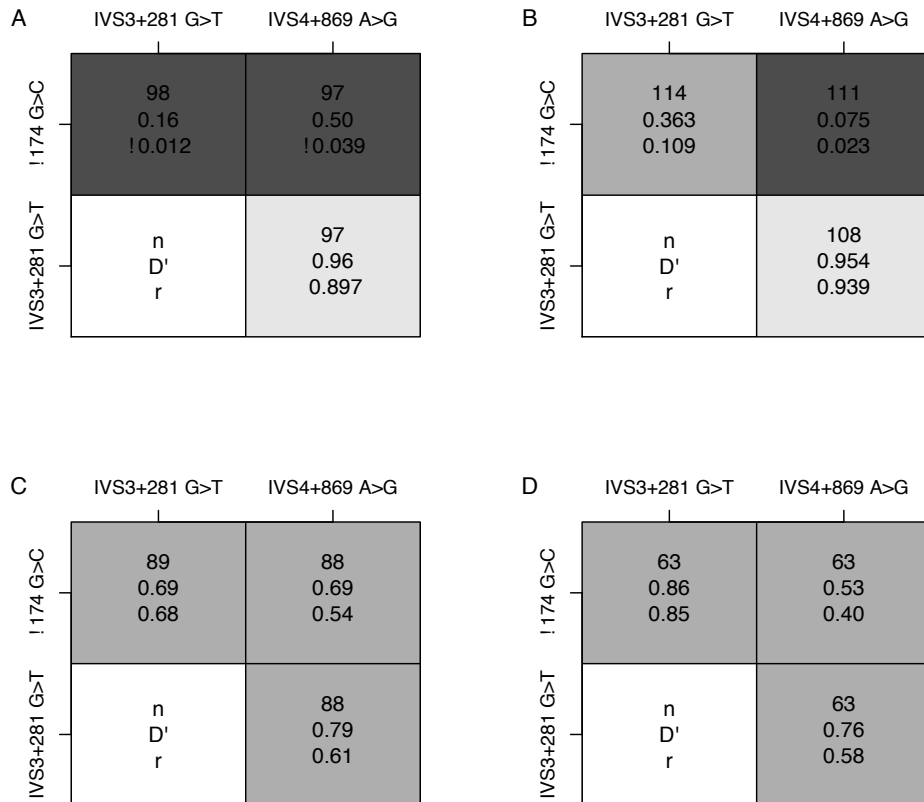 A
IVS3+281 G>T IVS4+869 A>G
!174 G>C
98
0.16
!0.012
97
0.50
!0.039
IVS3+281 G>T
n
D'
r
97
0.96
0.897
B
IVS3+281 G>T IVS4+869 A>G
!174 G>C
114
0.363
0.109
111
0.075
0.023
IVS3+281 G>T
n
D'
r
108
0.954
0.939
C
IVS3+281 G>T IVS4+869 A>G
!174 G>C
89
0.69
0.68
88
0.69
0.54
IVS3+281 G>T
n
D'
r
88
0.79
0.61
D
IVS3+281 G>T IVS4+869 A>G
!174 G>C
63
0.86
0.85
63
0.53
0.40
IVS3+281 G>T
n
D'
r
63
0.76
0.58